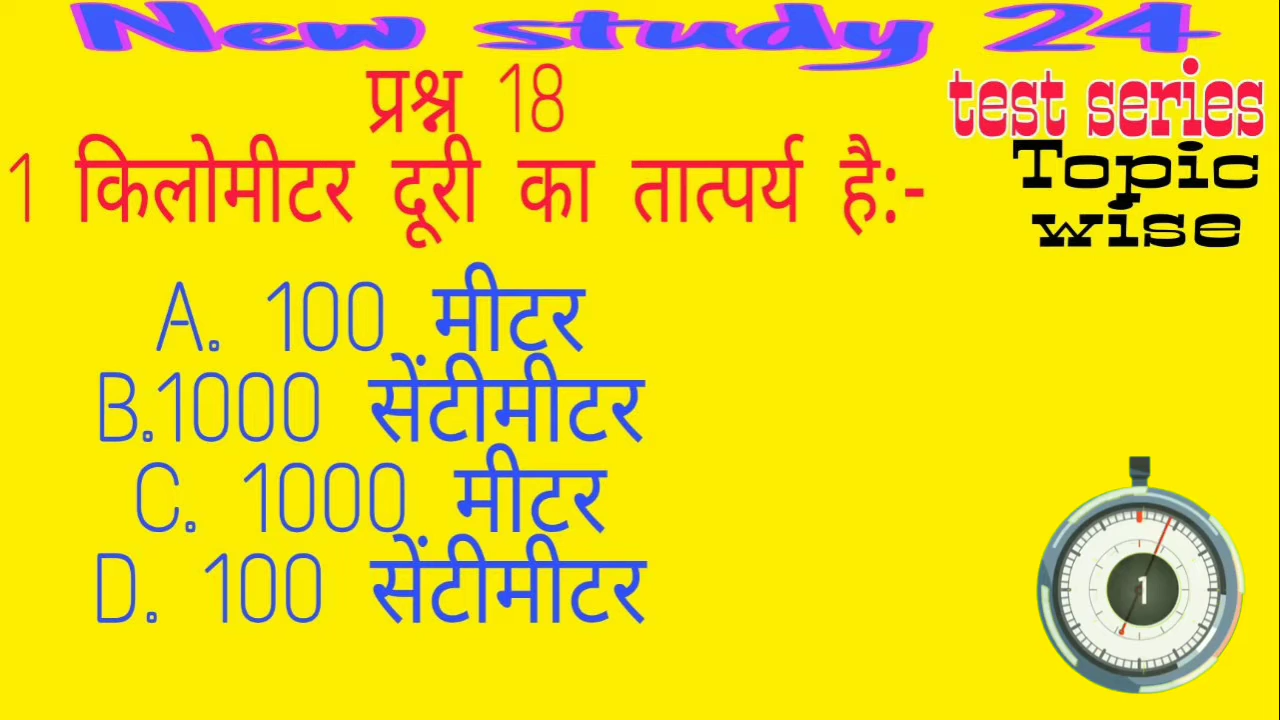 New study 24
test series
Topic
wise
प्रश्न 18
1 किलोमीटर दूरी का तात्पर्य है:-
A. 100 मीटर
B.1000 सेंटीमीटर
C. 1000 मीटर
D. 100 सेंटीमीटर
1